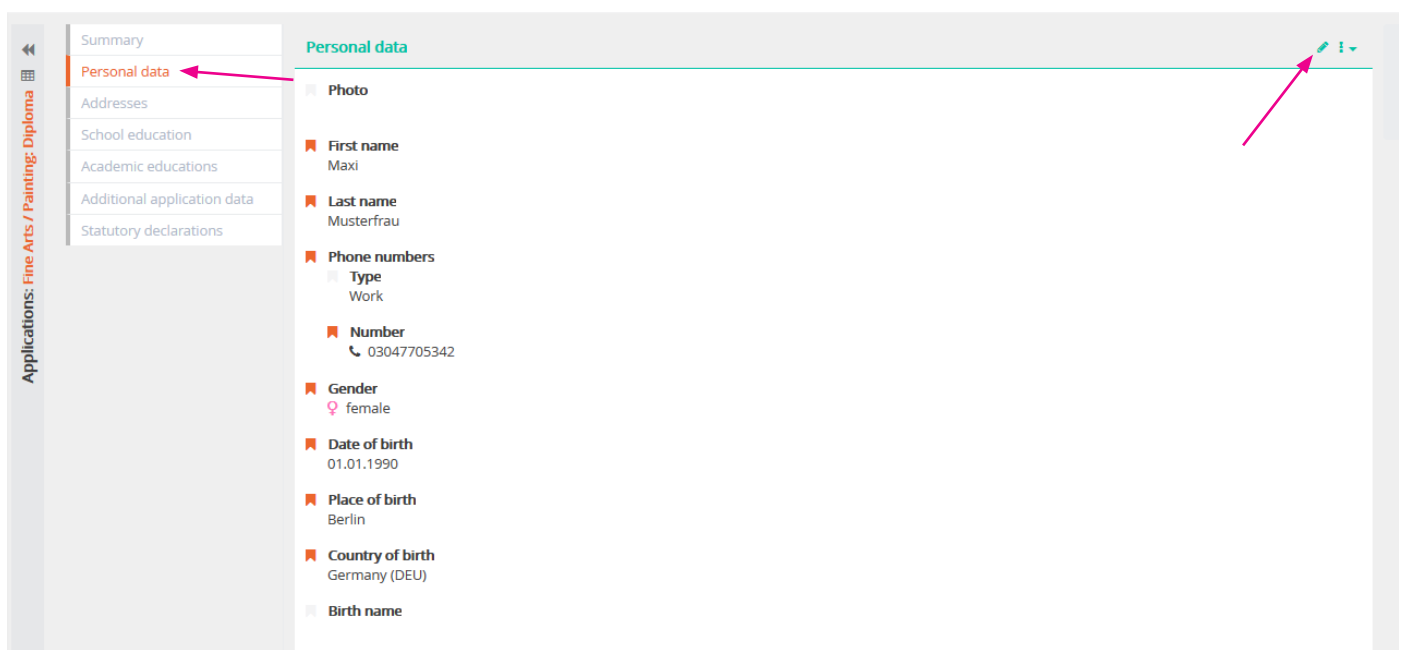 Applications: Fine Arts / Painting: Diploma
Summary
Personal data
Addresses
School education
Academic educations
Additional application data
Statutory declarations
Personal data
Photo
First name
Maxi
Last name
Musterfrau
Phone numbers
Type
Work
Number
03047705342
Gender
female
Date of birth
01.01.1990
Place of birth
Berlin
Country of birth
Germany (DEU)
Birth name